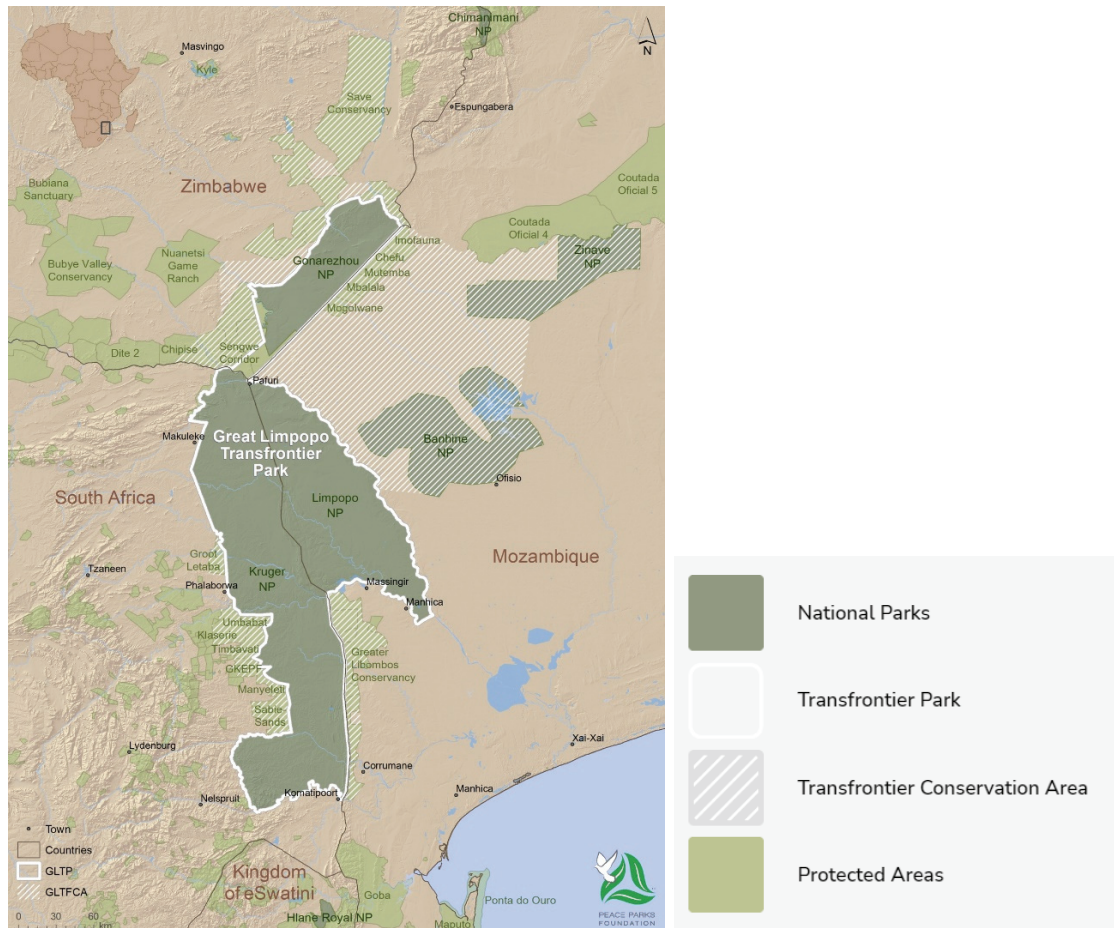 Chimanimani
NP
N
Masvingo
Kyle
Save
Conservancy
Espungabera
Zimbabwe
Bubiana
Sanctuary
Coutada
Oficial 5
Coutada
Oficial 4
Imofauna
Zinave
NP
Nuanetsi
Game
Ranch
Gonarezhou
NP
Chefu
Mutemba
Bubye Valley
Conservancy
Mbalala
Mogolwane
Dite 2
Chipise
Sengwe
Corridor
Pafuri
Makuleke
Great Limpopo
Transfrontier
Park
Banhine
NP
Ofisio
South Africa
Limpopo
NP
Mozambique
Groot
Letaba
Tzaneen
Kruger
NP
Phalaborwa
Massingir
Manhica
Umbabat
Klaserie
Timbavati
GKEPF
Manyeleti
Sabie-
Sands
Greater
Libombos
Conservancy
Lydenburg
Xai-Xai
Corrumane
Nelspruit
Komatipoort
Manhica
Town
Countries
GLTP
GLTFCA
0 30 60
km
Kingdom
of eSwatini
Hlane Royal NP
Goba
Maputo
Ponta do Ouro
PEACE PARKS
FOUNDATION
National Parks
Transfrontier Park
Transfrontier Conservation Area
Protected Areas